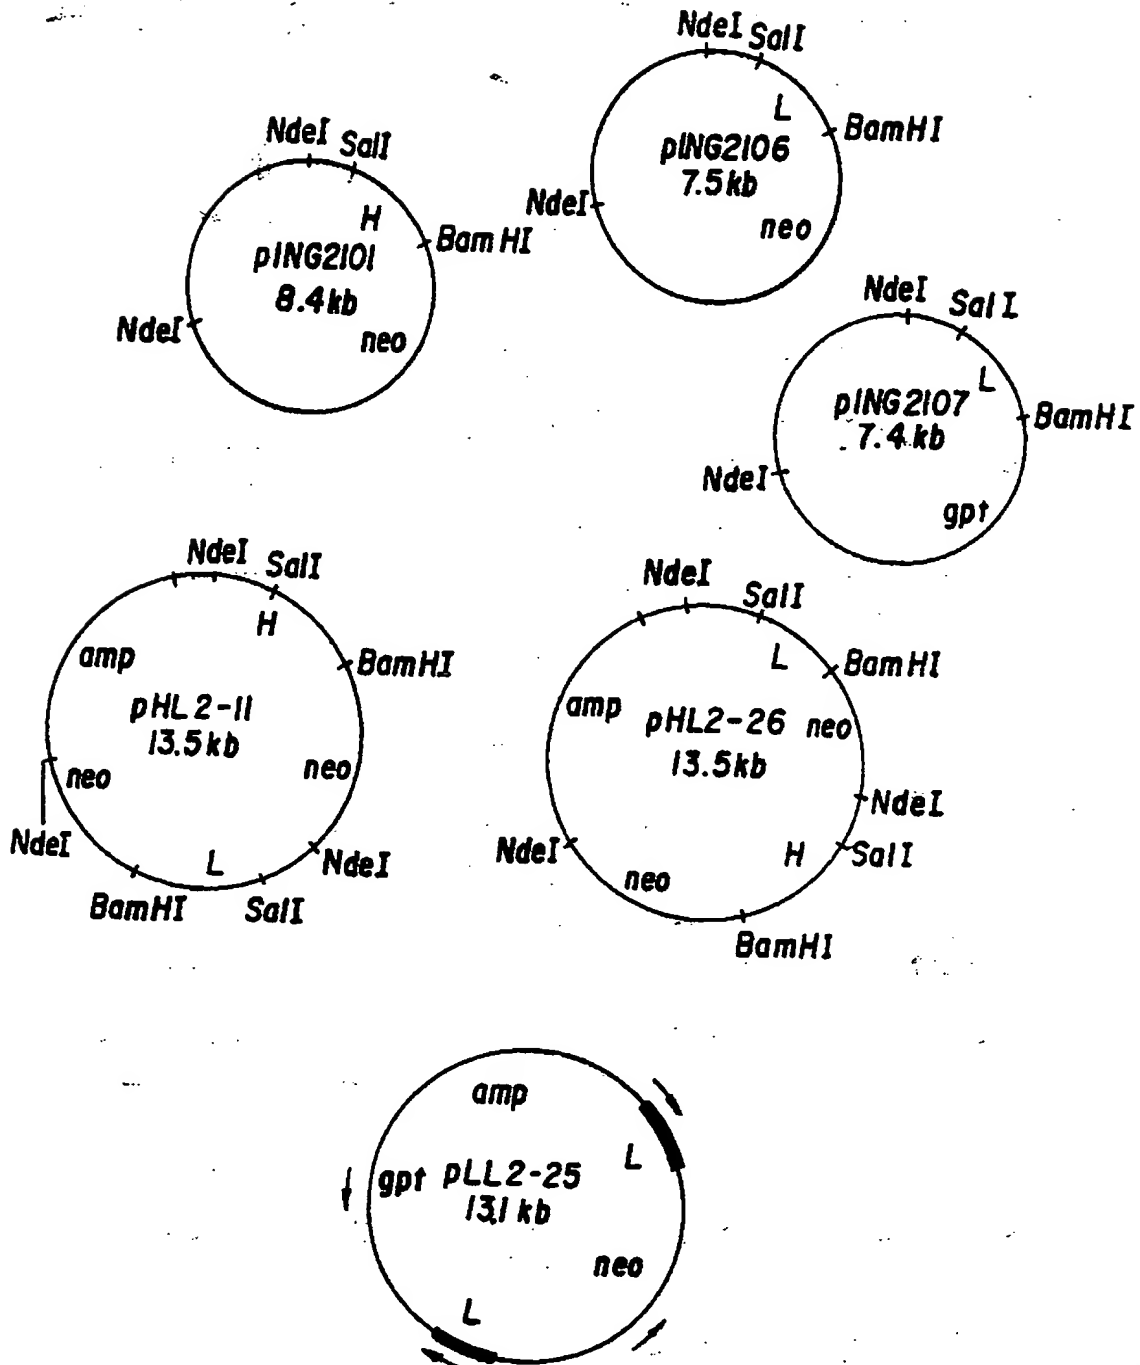 NdeI SalI
L
BamHI
pING2106
7.5kb
NdeI
neo
NdeI SalI
H
BamHI
pING2101
8.4kb
NdeI
neo
NdeI SalI
L
pING2107
7.4kb
BamHI
NdeI
gpt
NdeI SalI
H
amp
BamHI
pHL2-11
13.5kb
neo
neo
NdeI
L
NdeI
BamHI
SalI
NdeI
SalI
L
BamHI
amp
pHL2-26
neo
13.5kb
NdeI
NdeI
H
SalI
neo
BamHI
amp
L
gpt
pLL2-25
13.1kb
neo
L